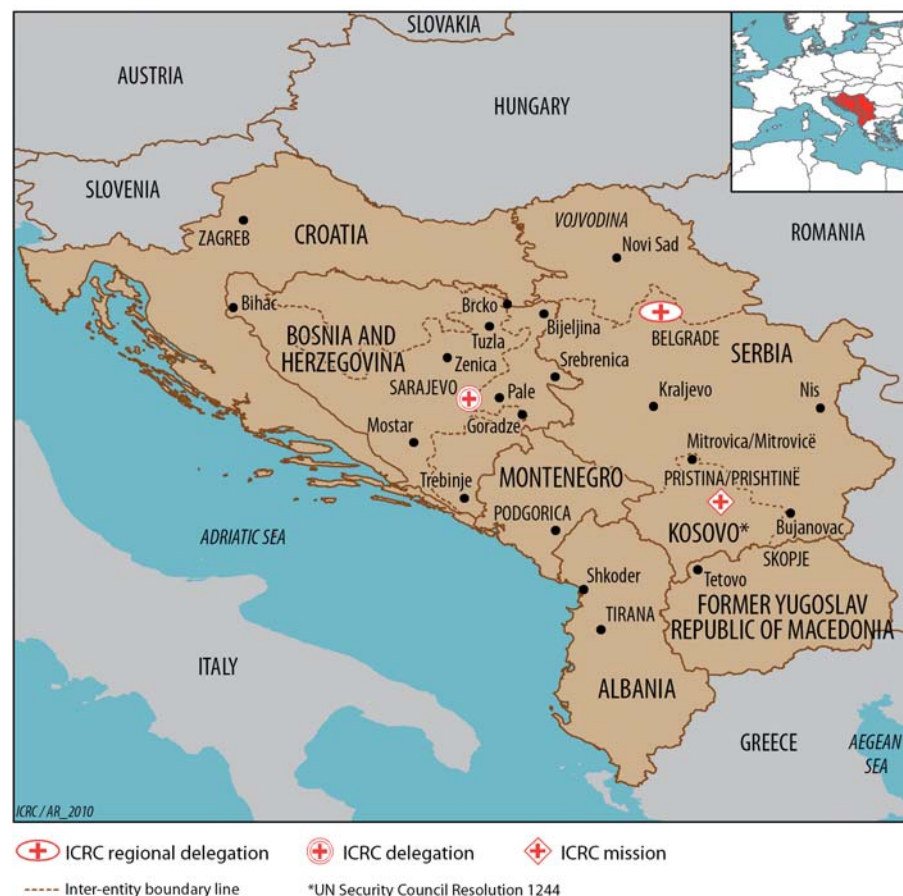 SLOVAKIA
AUSTRIA
HUNGARY
SLOVENIA
ROMANIA
VOJVODINA
ZAGREB
CROATIA
Novi Sad
Bihac
Brcko
Bijeljina
BOSNIA AND
HERZEGOVINA
Tuzla
BELGRADE
SERBIA
Zenica
Srebrenica
SARAJEVO
Pale
Kraljevo
Nis
Goradze
Mostar
Mitrovica/Mitrovicë
Trebinje
MONTENEGRO
PRISTINA/PRISHTINË
PODGORICA
KOSOVO*
Bujanovac
ADRIATIC SEA
SKOPJE
Shkoder
Tetovo
FORMER YUGOSLAV
REPUBLIC OF MACEDONIA
TIRANA
ITALY
ALBANIA
GREECE
AEGEAN
SEA
ICRC / AR_2010
ICRC regional delegation
ICRC delegation
ICRC mission
Inter-entity boundary line
*UN Security Council Resolution 1244